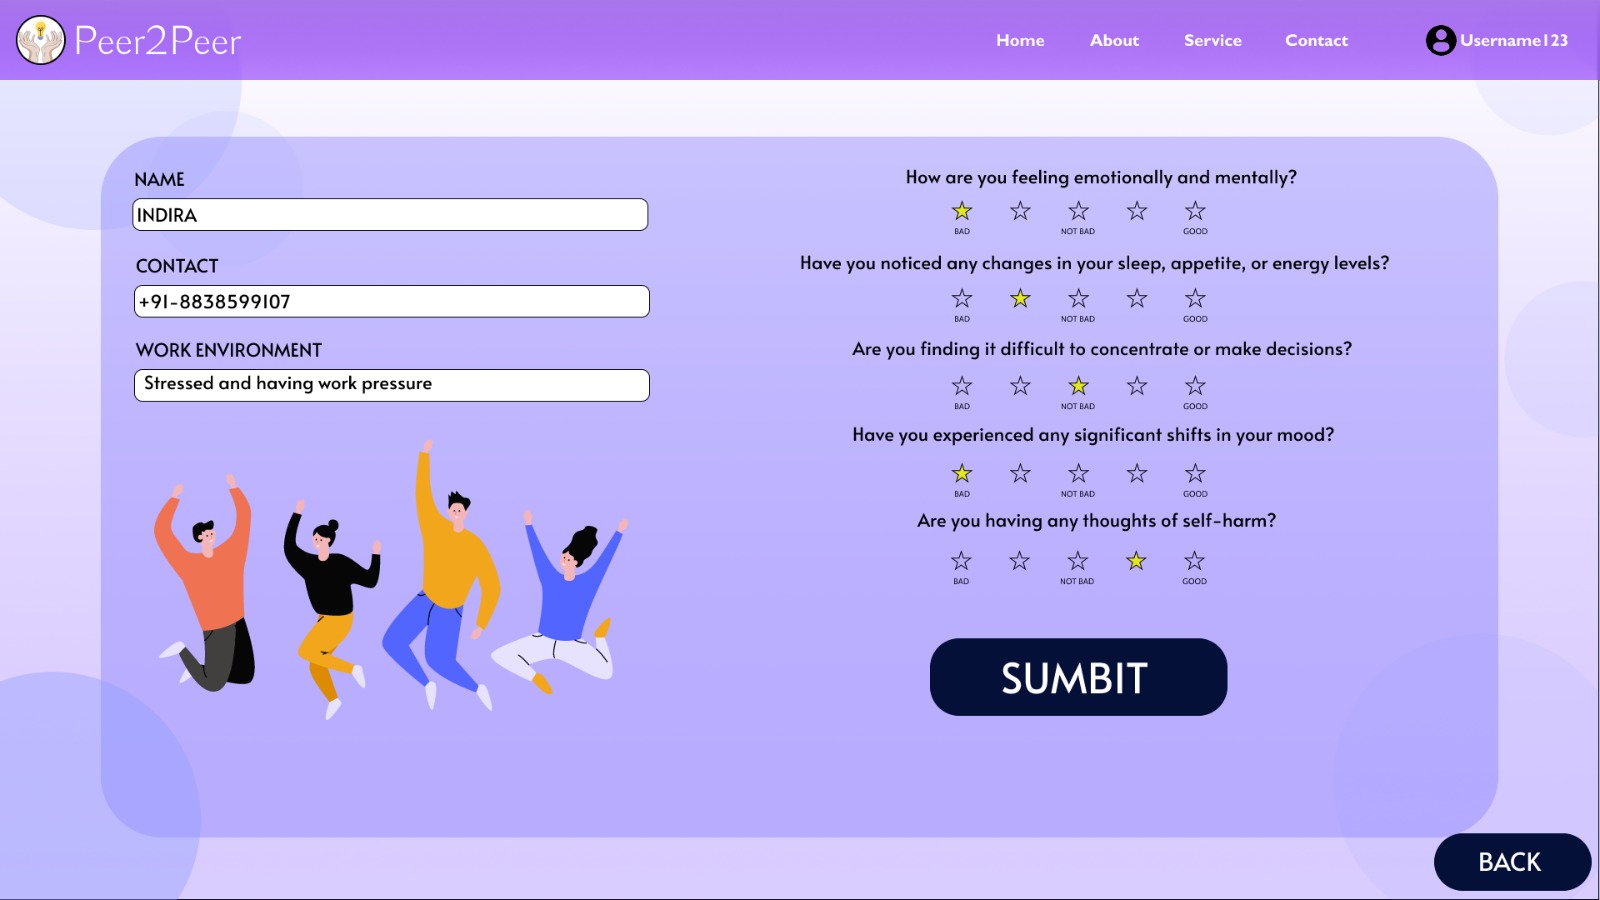 Peer2Peer
Home About Service Contact Username123
NAME
INDIRA
CONTACT
+91-8838599107
WORK ENVIRONMENT
Stressed and having work pressure
How are you feeling emotionally and mentally?
BAD NOT BAD GOOD
Have you noticed any changes in your sleep, appetite, or energy levels?
BAD NOT BAD GOOD
Are you finding it difficult to concentrate or make decisions?
BAD NOT BAD GOOD
Have you experienced any significant shifts in your mood?
BAD NOT BAD GOOD
Are you having any thoughts of self-harm?
BAD NOT BAD GOOD
SUMBIT
BACK